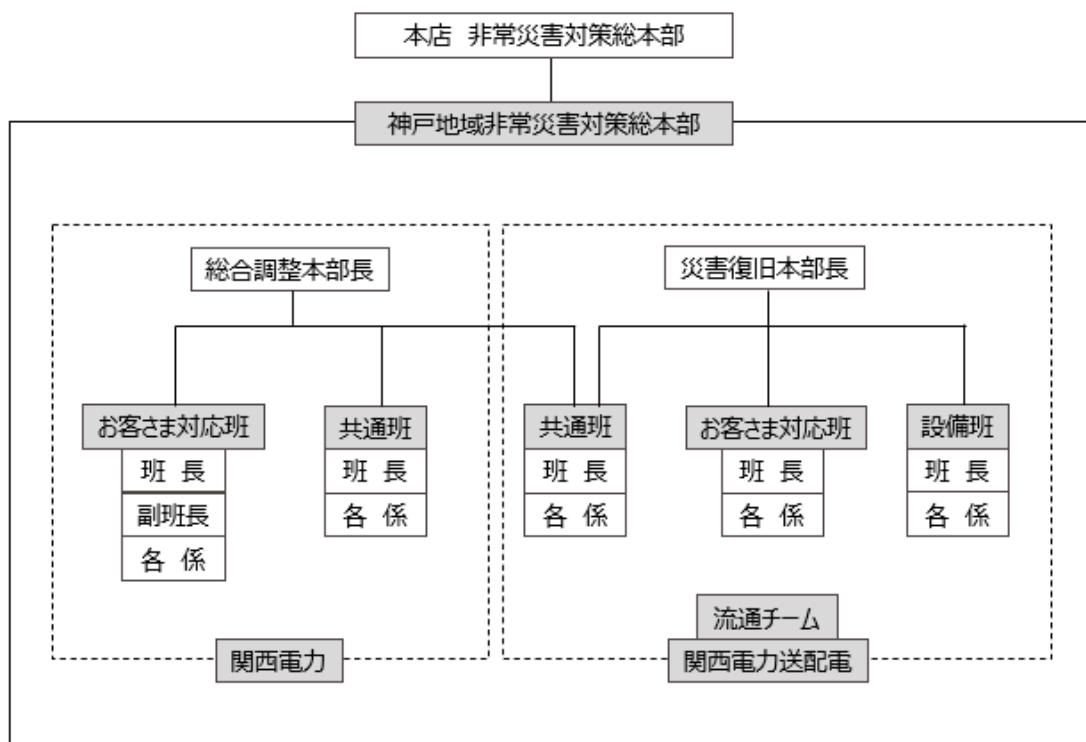 本店 非常災害対策総本部
神戸地域非常災害対策総本部
総合調整本部長
災害復旧本部長
お客さま対応班
班 長
副班長
各 係
共通班
班 長
各 係
共通班
班 長
各 係
お客さま対応班
班 長
各 係
設備班
班 長
各 係
関西電力
流通チーム
関西電力送配電